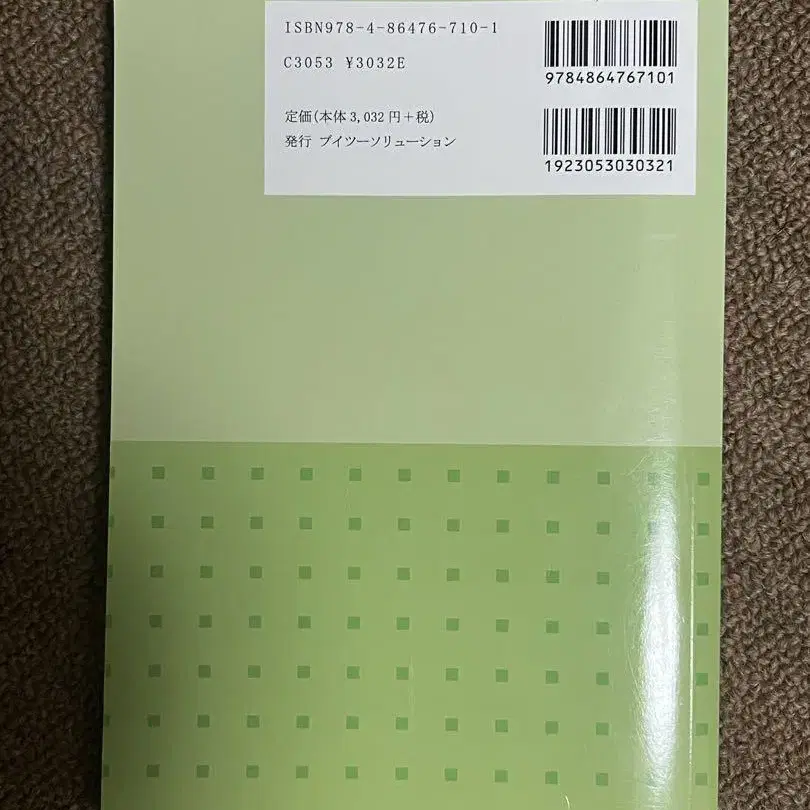 ISBN978-4-86476-710-1
C3053 ¥3032E
定価(本体3,032円+税)
発行 ブイツーソリューション
9784864767101
1923053030321